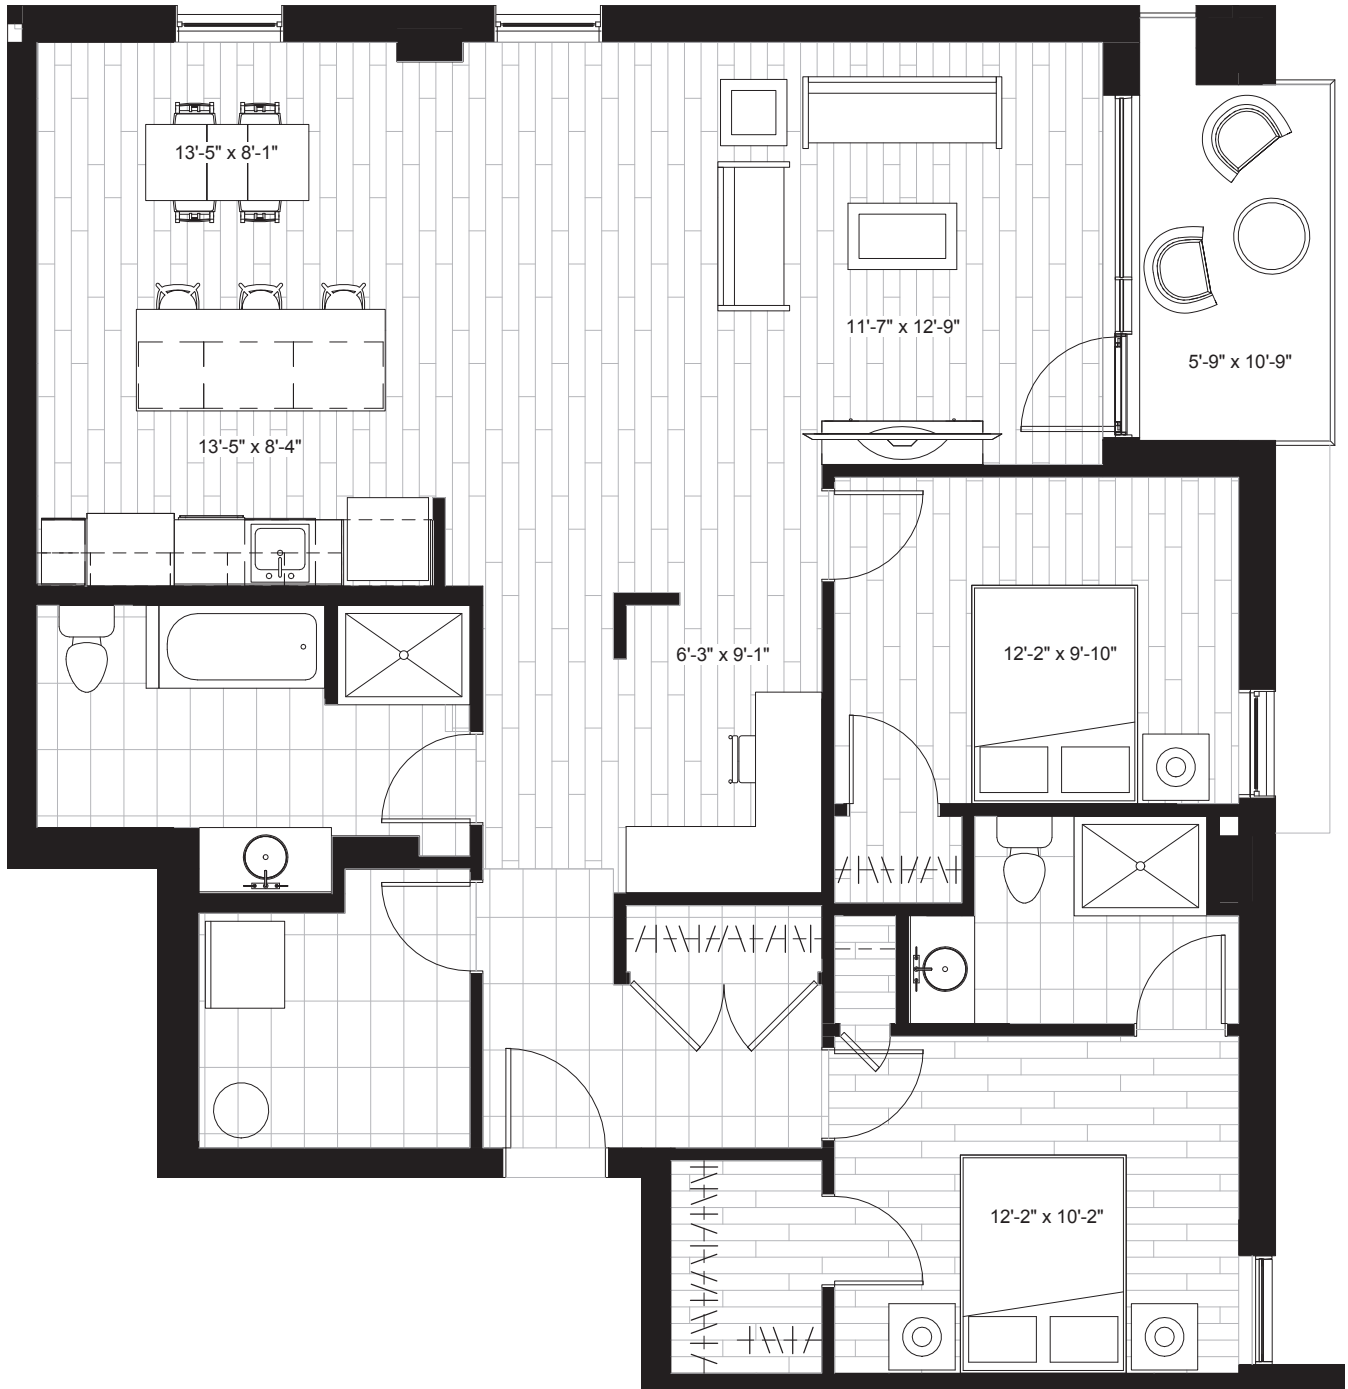 13'-5" x 8'-1"
11'-7" x 12'-9"
5'-9" x 10'-9"
13'-5" x 8'-4"
6'-3" x 9'-1"
12'-2" x 9'-10"
12'-2" x 10'-2"